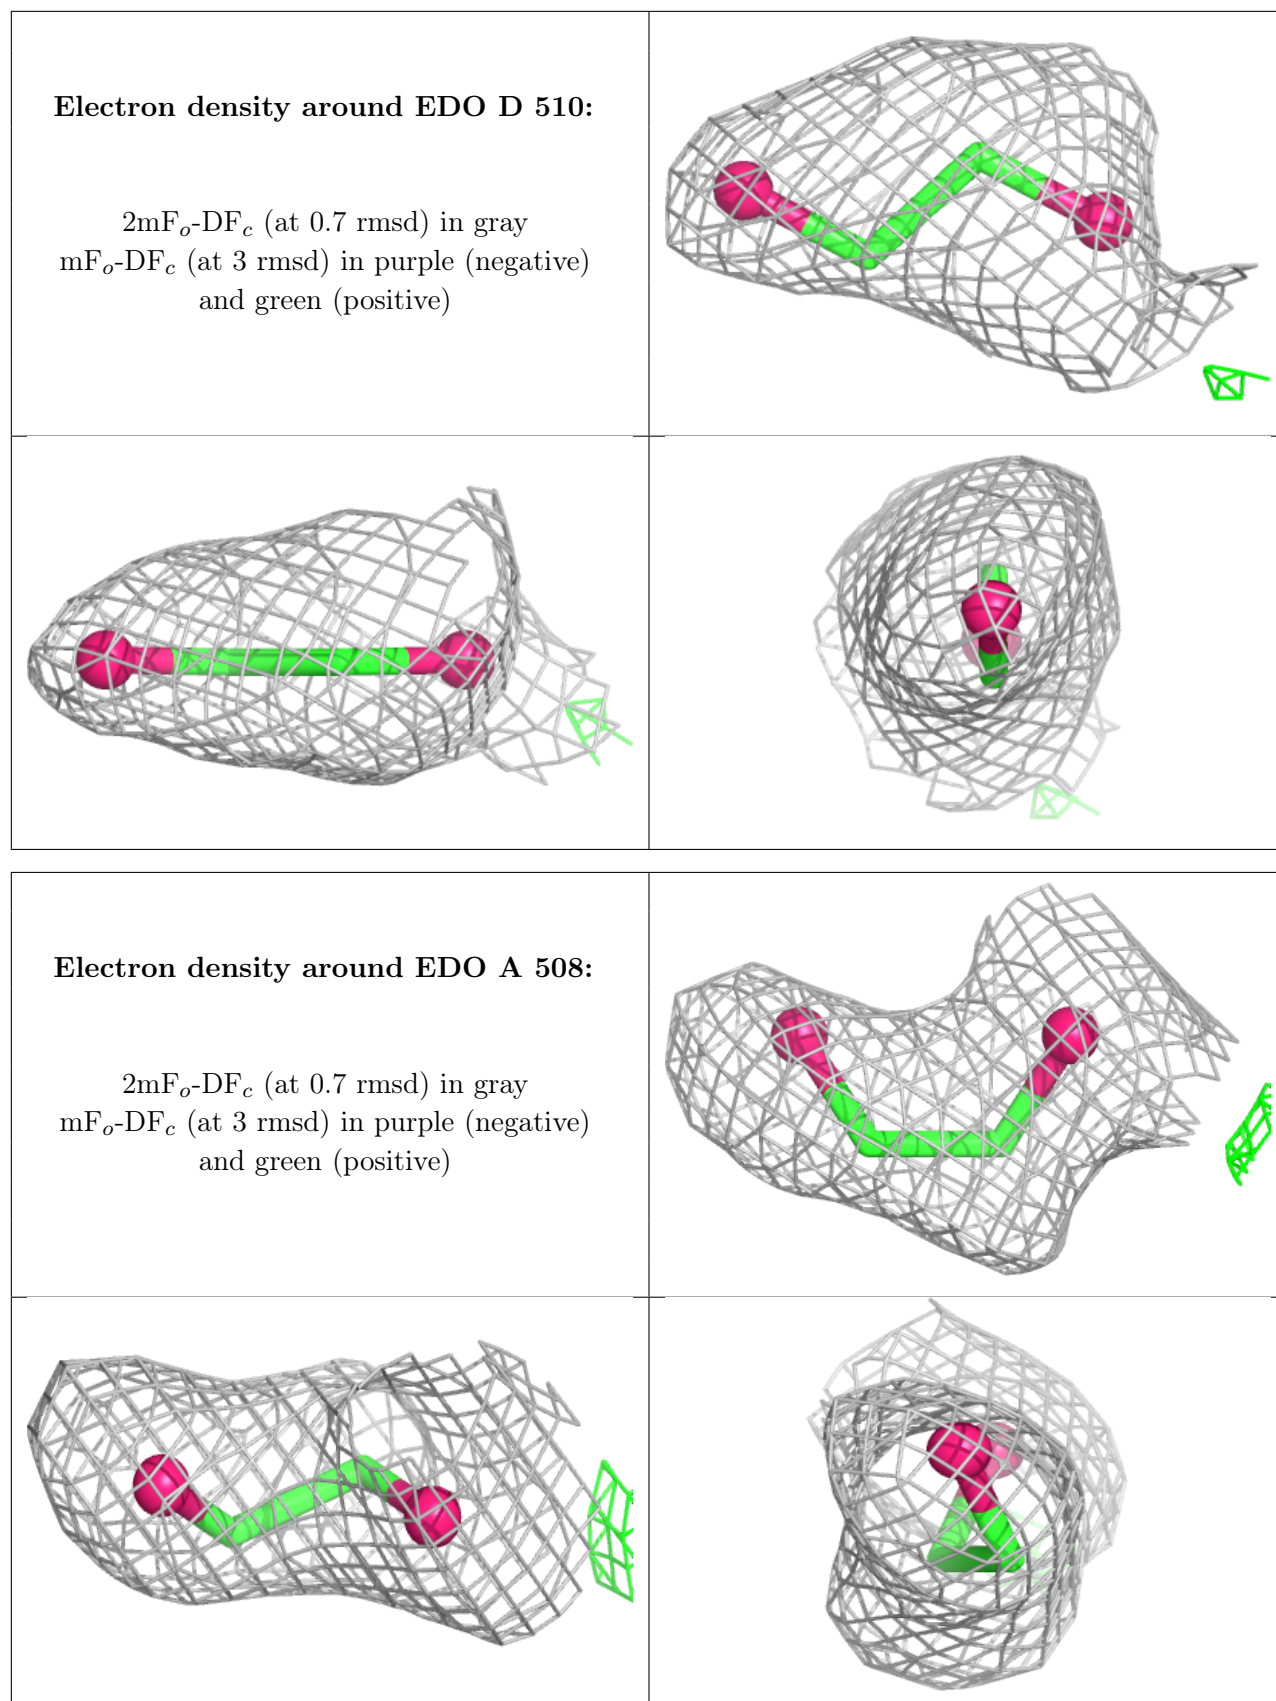 Electron density around EDO D 510:
2mFo-DFc (at 0.7 rmsd) in gray
mFo-DFc (at 3 rmsd) in purple (negative)
and green (positive)
Electron density around EDO A 508:
2mFo-DFc (at 0.7 rmsd) in gray
mFo-DFc (at 3 rmsd) in purple (negative)
and green (positive)